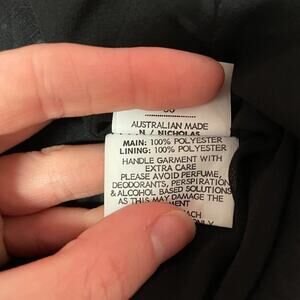 AUSTRALIAN MADE
N / NICHOLAS
MAIN: 100% POLYESTER
LINING: 100% POLYESTER
HANDLE GARMENT WITH
EXTRA CARE
PLEASE AVOID PERFUME,
DEODORANTS, PERSPIRATION
& ALCOHOL BASED SOLUTIONS
AS THIS MAY DAMAGE THE